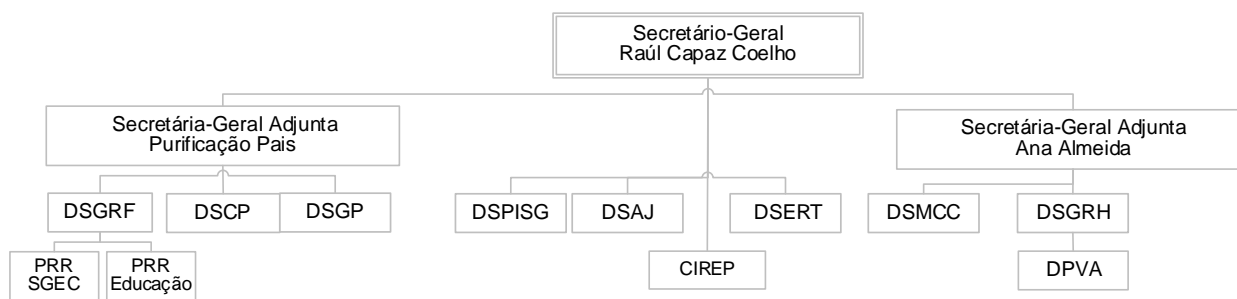 Secretário-Geral
Raúl Capaz Coelho
Secretária-Geral Adjunta
Purificação Pais
Secretária-Geral Adjunta
Ana Almeida
DSGRF
DSCP
DSGP
DSPISG
DSAJ
DSERT
DSMCC
DSGRH
PRR
SGEC
PRR
Educação
CIREP
DPVA